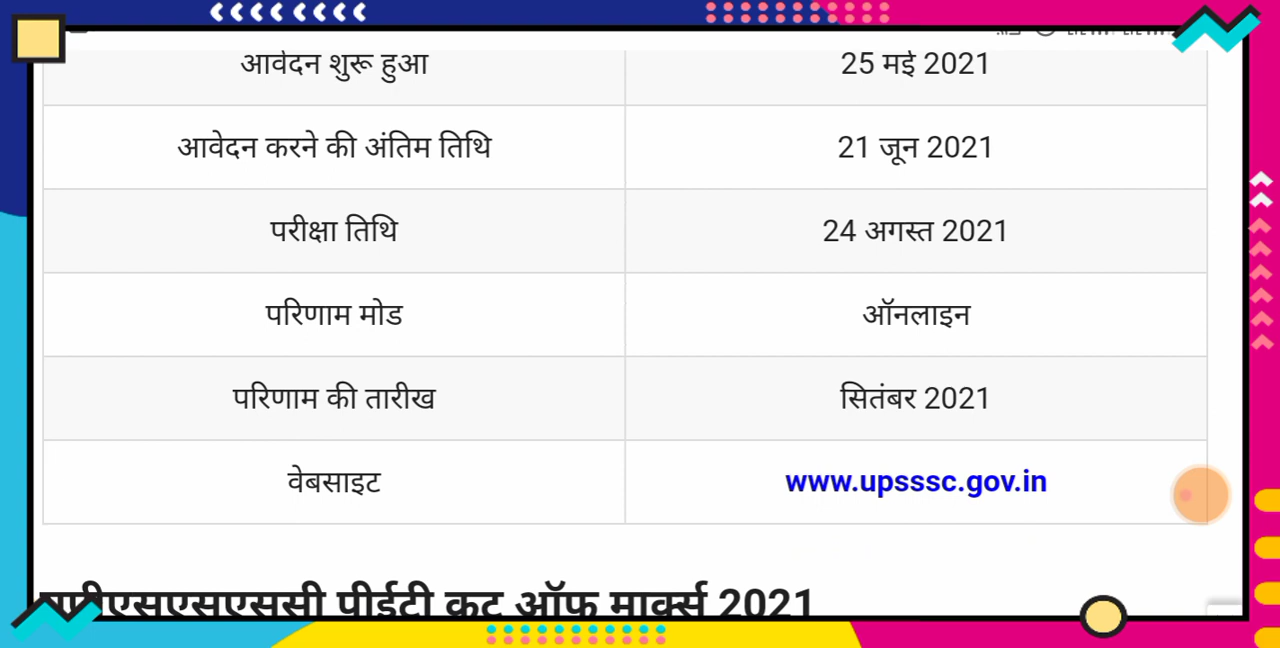 आवेदन शुरू हुआ 25 मई 2021
आवेदन करने की अंतिम तिथि 21 जून 2021
परीक्षा तिथि 24 अगस्त 2021
परिणाम मोड ऑनलाइन
परिणाम की तारीख सितंबर 2021
वेबसाइट www.upsssc.gov.in
पीईटी कट ऑफ मार्क्स 2021